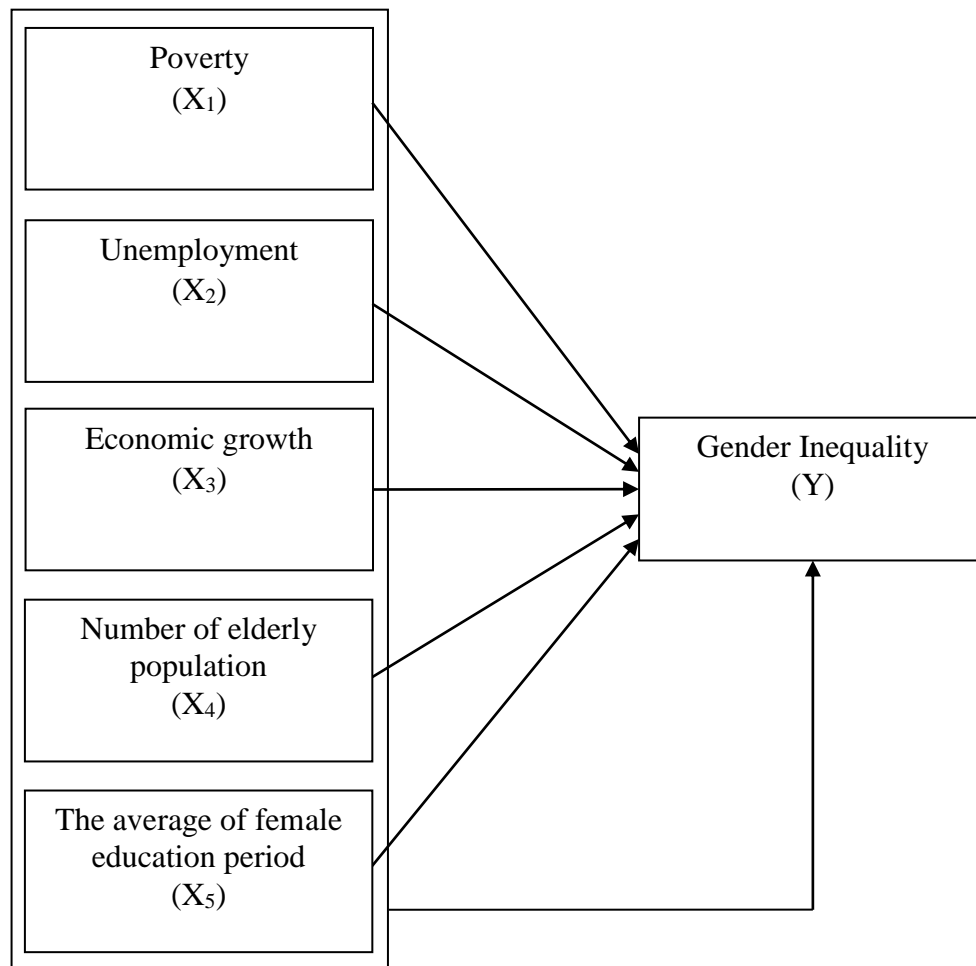 Poverty
(X₁)
Unemployment
(X₂)
Economic growth
(X₃)
Number of elderly
population
(X₄)
The average of female
education period
(X₅)
Gender Inequality
(Y)